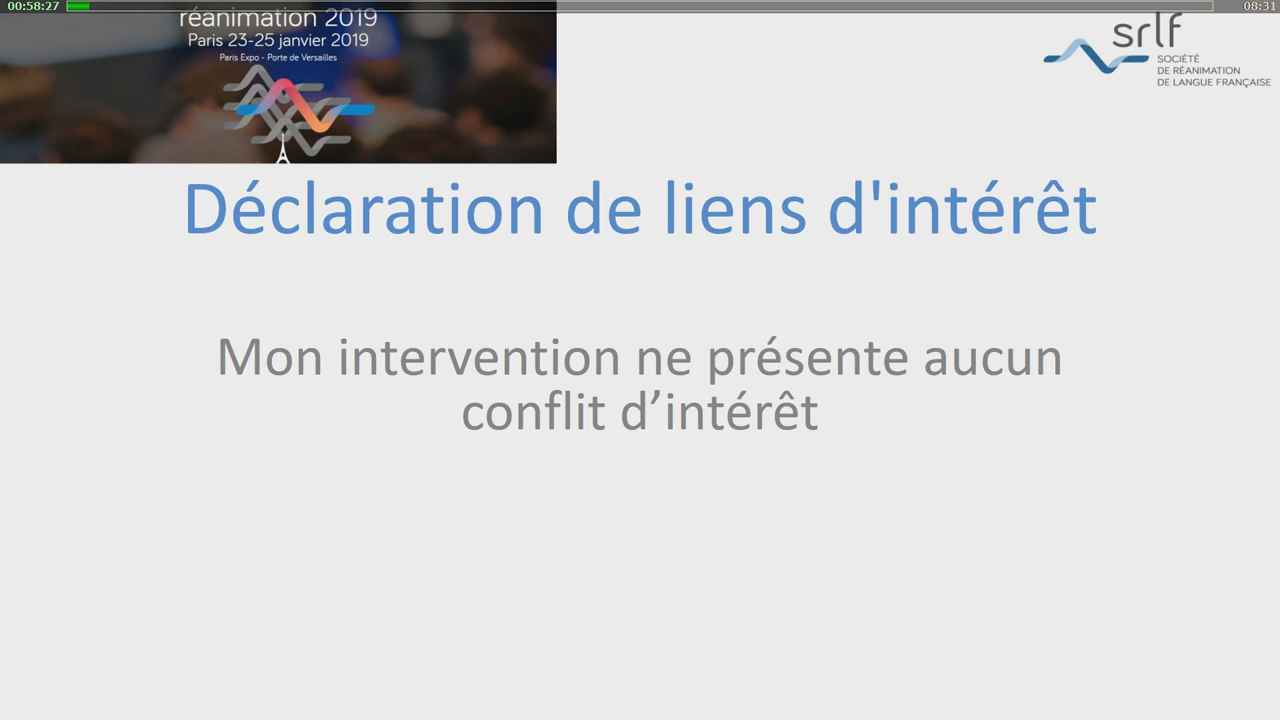 00:58:27
08:31
réanimation 2019
Paris 23-25 janvier 2019
Paris Expo - Porte de Versailles
srlf
SOCIÉTÉ
DE RÉANIMATION
DE LANGUE FRANÇAISE
Déclaration de liens d'intérêt
Mon intervention ne présente aucun
conflit d’intérêt